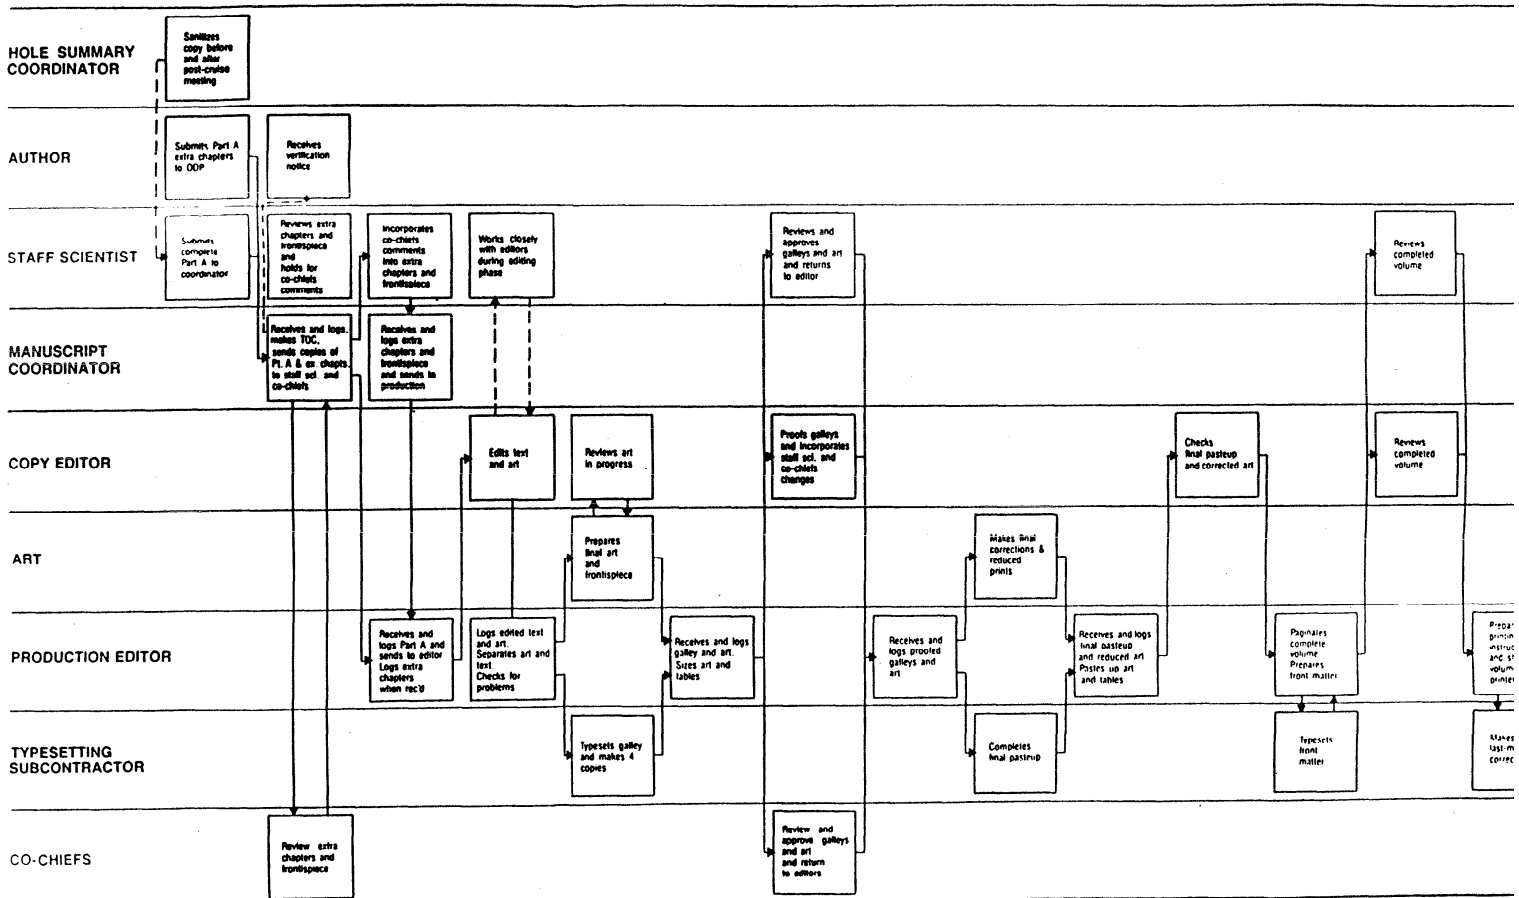 HOLE SUMMARY
COORDINATOR
Sanitizes
copy before
and after
post-cruise
meeting
AUTHOR
Submits Part A
extra chapters
to ODP
Receives
verification
notice
STAFF SCIENTIST
Submits
complete
Part A to
coordinator
Reviews extra
chapters and
frontispiece
and
holds for
co-chiefs
comments
Incorporates
co-chiefs
comments
into extra
chapters and
frontispiece
Works closely
with editors
during editing
phase
Reviews and
approves
galleys and art
and returns
to editor
Reviews
completed
volume
MANUSCRIPT
COORDINATOR
Receives and logs.
makes TOC,
sends copies of
Pt. A & ex. chapts.
to staff sci. and
co-chiefs
Receives and
logs extra
chapters and
frontispiece
and sends to
production
COPY EDITOR
Edits text
and art
Reviews art
in progress
Proofs galleys
and incorporates
staff sci. and
co-chiefs
changes
Checks
final pasteup
and corrected art
Reviews
completed
volume
ART
Prepares
final art
and
frontispiece
Makes final
corrections &
reduced
prints
PRODUCTION EDITOR
Receives and
logs Part A and
sends to editor
Logs extra
chapters
when rec'd
Logs edited text
and art.
Separates art and
text.
Checks for
problems
Receives and logs
galley and art.
Sizes art and
tables
Receives and
logs proofed
galleys and
art
Receives and logs
final pasteup
and reduced art
Pastes up art
and tables
Paginates
complete
volume
Prepares
front matter
Prepar
printin
instruc
and sh
volum
printe
TYPESETTING
SUBCONTRACTOR
Typesets galley
and makes 4
copies
Completes
final pasteup
Typesets
front
matter
Makes
last-m
correc
CO-CHIEFS
Review extra
chapters and
frontispiece
Review and
approve galleys
and art
and return
to editors